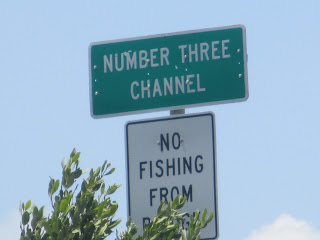 NUMBER THREE
CHANNEL
NO
FISHING
FROM